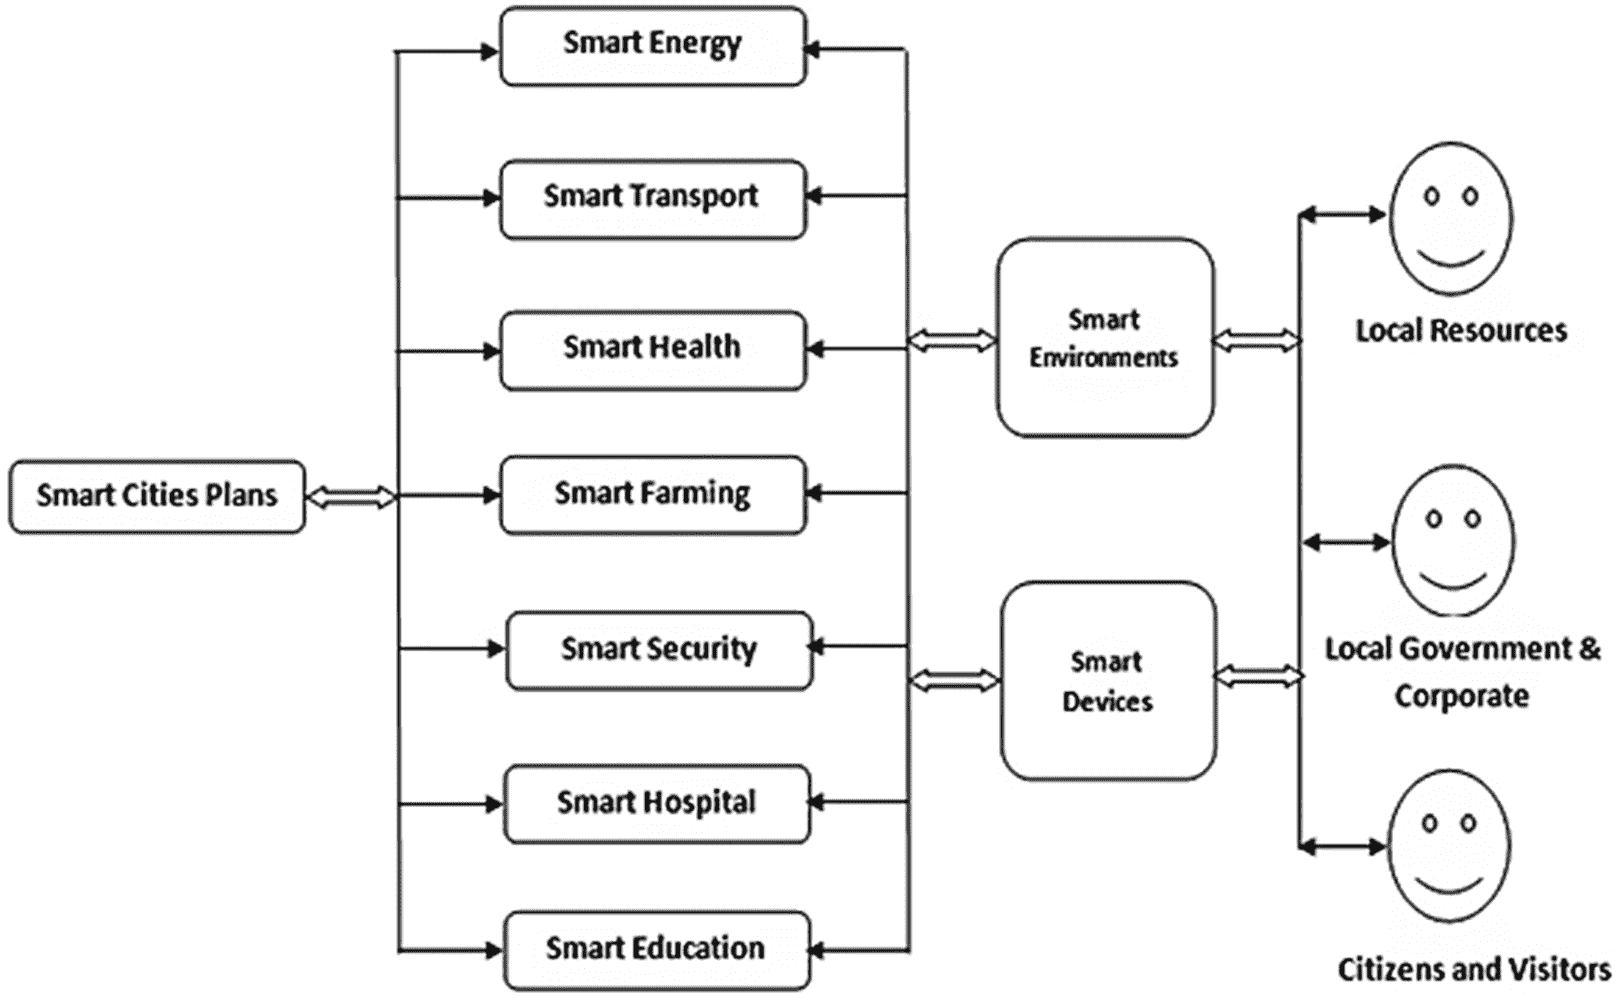 Smart Energy
Smart Transport
Smart Health
Smart Cities Plans
Smart Farming
Smart Security
Smart Hospital
Smart Education
Smart
Environments
Smart
Devices
Local Resources
Local Government &
Corporate
Citizens and Visitors